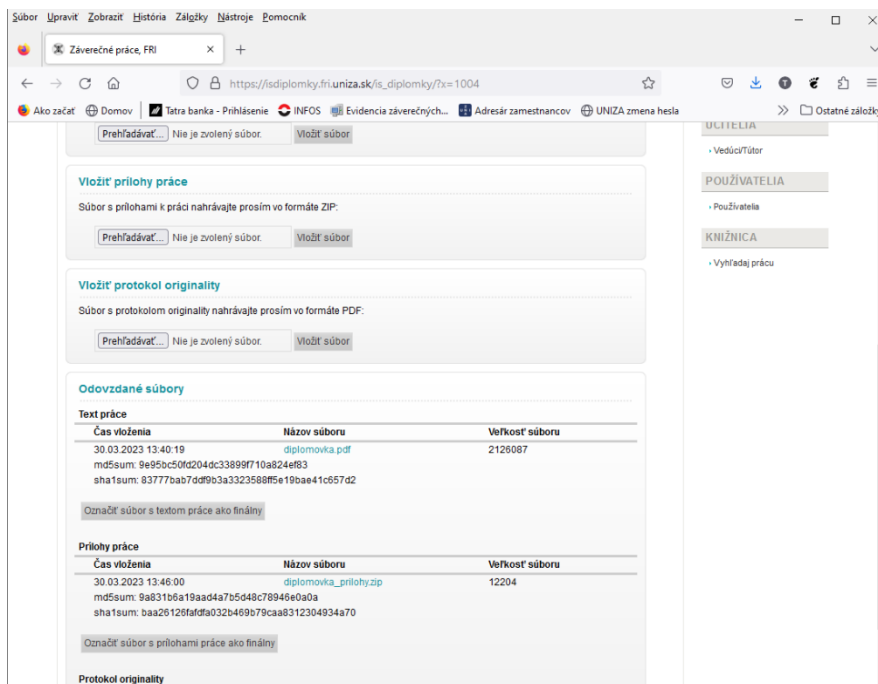 Súbor Upraviť Zobraziť História Záložky Nástroje Pomocník
Záverečné práce, FRI
https://isdiplomky.fri.uniza.sk/is_diplomky/?x=1004
Ako začať Domov Tatra banka - Prihlásenie INFOS Evidencia záverečných... Adresár zamestnancov UNIZA zmena hesla Ostatné záložky
Prehľadávať... Nie je zvolený súbor. Vložiť súbor
Vložiť prílohy práce
Súbor s prílohami k práci nahrávajte prosím vo formáte ZIP:
Prehľadávať... Nie je zvolený súbor. Vložiť súbor
Vložiť protokol originality
Súbor s protokolom originality nahrávajte prosím vo formáte PDF:
Prehľadávať... Nie je zvolený súbor. Vložiť súbor
Odovzdané súbory
Text práce
Čas vloženia Názov súboru Veľkosť súboru
30.03.2023 13:40:19 diplomovka.pdf 2126087
md5sum: 9e95bc50fd204dc33899f710a824ef83
sha1sum: 83777bab7ddf9b3a3323588ff5e19bae41c657d2
Označiť súbor s textom práce ako finálny
Prílohy práce
Čas vloženia Názov súboru Veľkosť súboru
30.03.2023 13:46:00 diplomovka_prilohy.zip 12204
md5sum: 9a831b6a19aad4a7b5d48c78946e0a0a
sha1sum: baa26126fafdfa032b469b79caa8312304934a70
Označiť súbor s prílohami práce ako finálny
Protokol originality
UČITELIA
Vedúci/Tútor
POUŽÍVATELIA
Používatelia
KNIŽNICA
Vyhľadaj prácu